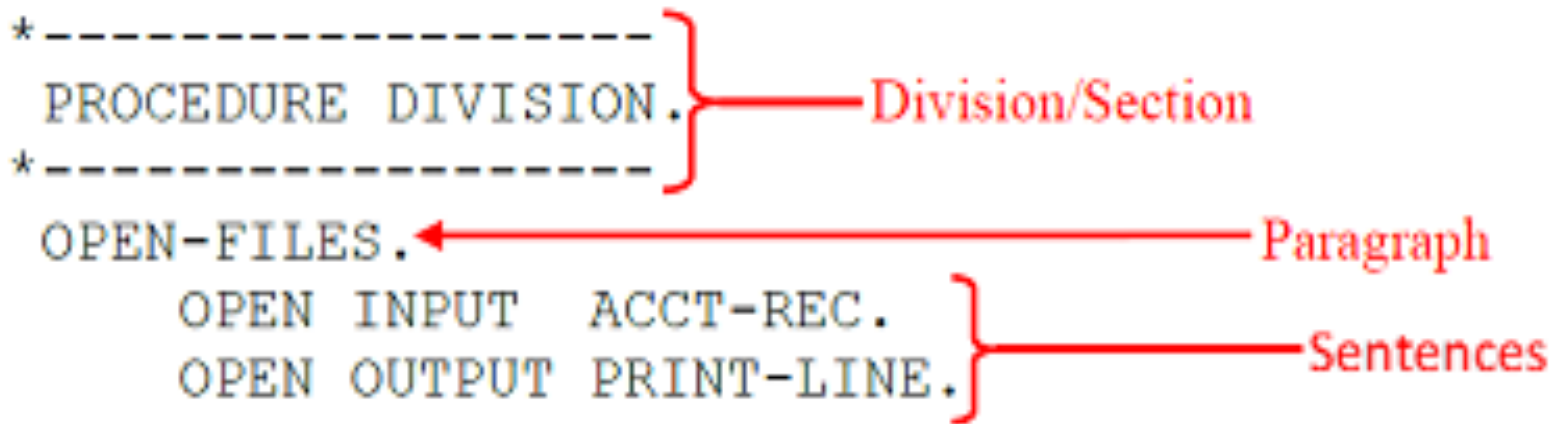 *-------------------
PROCEDURE DIVISION.
Division/Section
*-------------------
OPEN-FILES.
Paragraph
OPEN INPUT  ACCT-REC.
OPEN OUTPUT PRINT-LINE.
Sentences